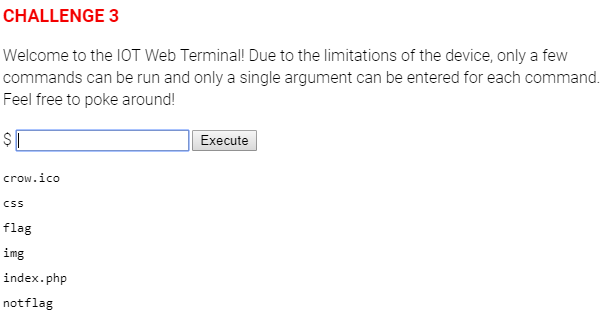 CHALLENGE 3
Welcome to the IOT Web Terminal! Due to the limitations of the device, only a few
commands can be run and only a single argument can be entered for each command.
Feel free to poke around!
$ Execute
crow.ico
css
flag
img
index.php
notflag